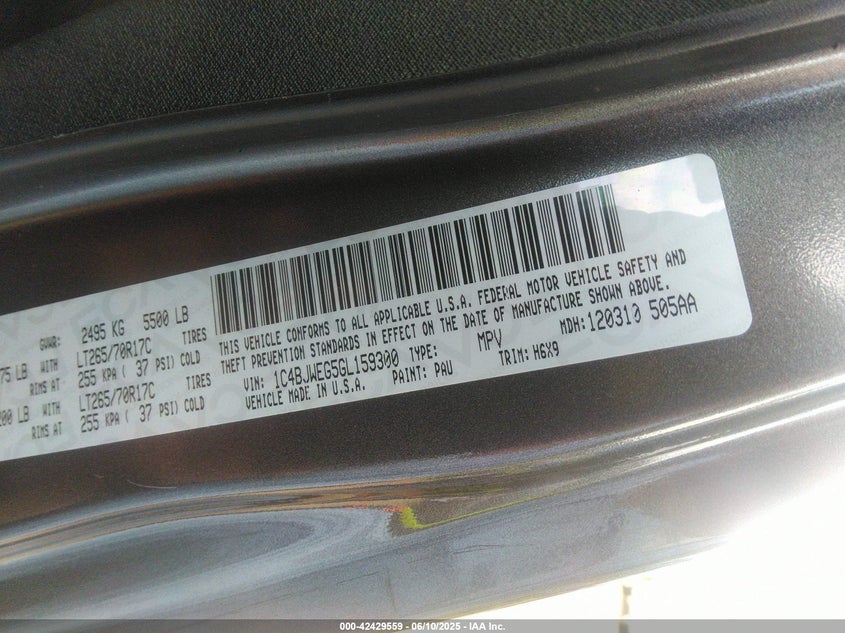 GVWR: 2495 KG 5500 LB
75 LB WITH LT265/70R17C TIRES
RIMS AT 255 KPA ( 37 PSI) COLD
200 LB WITH LT265/70R17C TIRES
RIMS AT 255 KPA ( 37 PSI) COLD
THIS VEHICLE CONFORMS TO ALL APPLICABLE U.S.A. FEDERAL MOTOR VEHICLE SAFETY AND
THEFT PREVENTION STANDARDS IN EFFECT ON THE DATE OF MANUFACTURE SHOWN ABOVE.
VIN: 1C4BJWEG5GL159300 TYPE: MPV MDH: 120310 505AA
VEHICLE MADE IN U.S.A. PAINT: PAU TRIM: H6X9
000-42429559 - 06/10/2025 - IAA Inc.